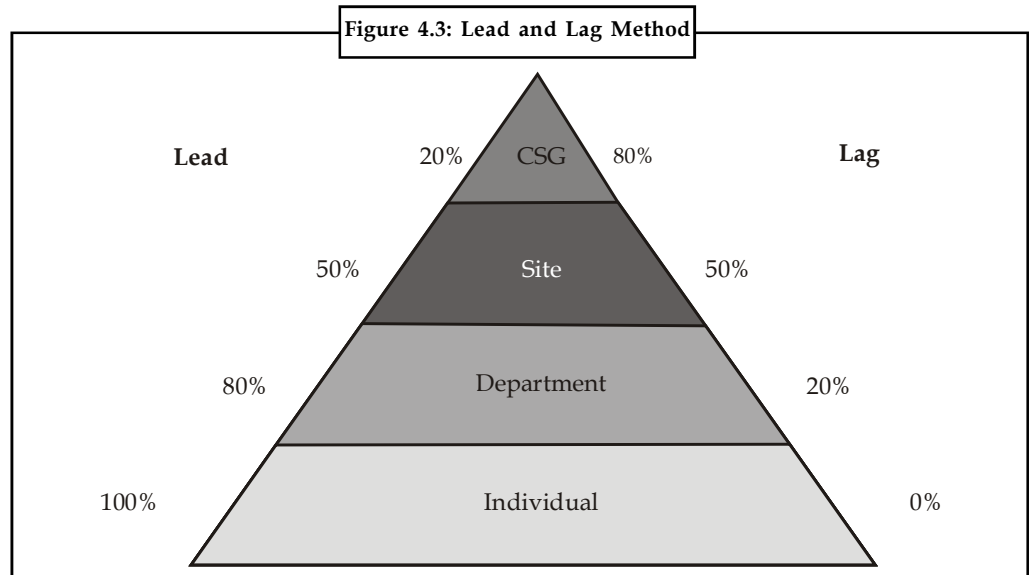 Figure 4.3: Lead and Lag Method
Lead 20% CSG 80% Lag
50% Site 50%
80% Department 20%
100% Individual 0%